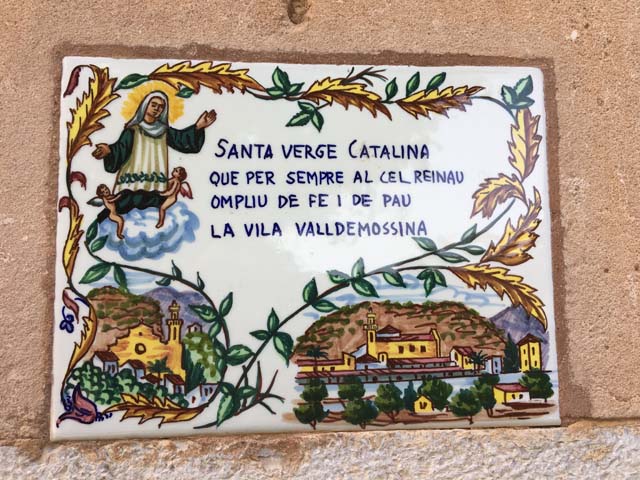 SANTA VERGE CATALINA
QUE PER SEMPRE AL CEL REINAU
OMPLIU DE FE I DE PAU
LA VILA VALLDEMOSSINA